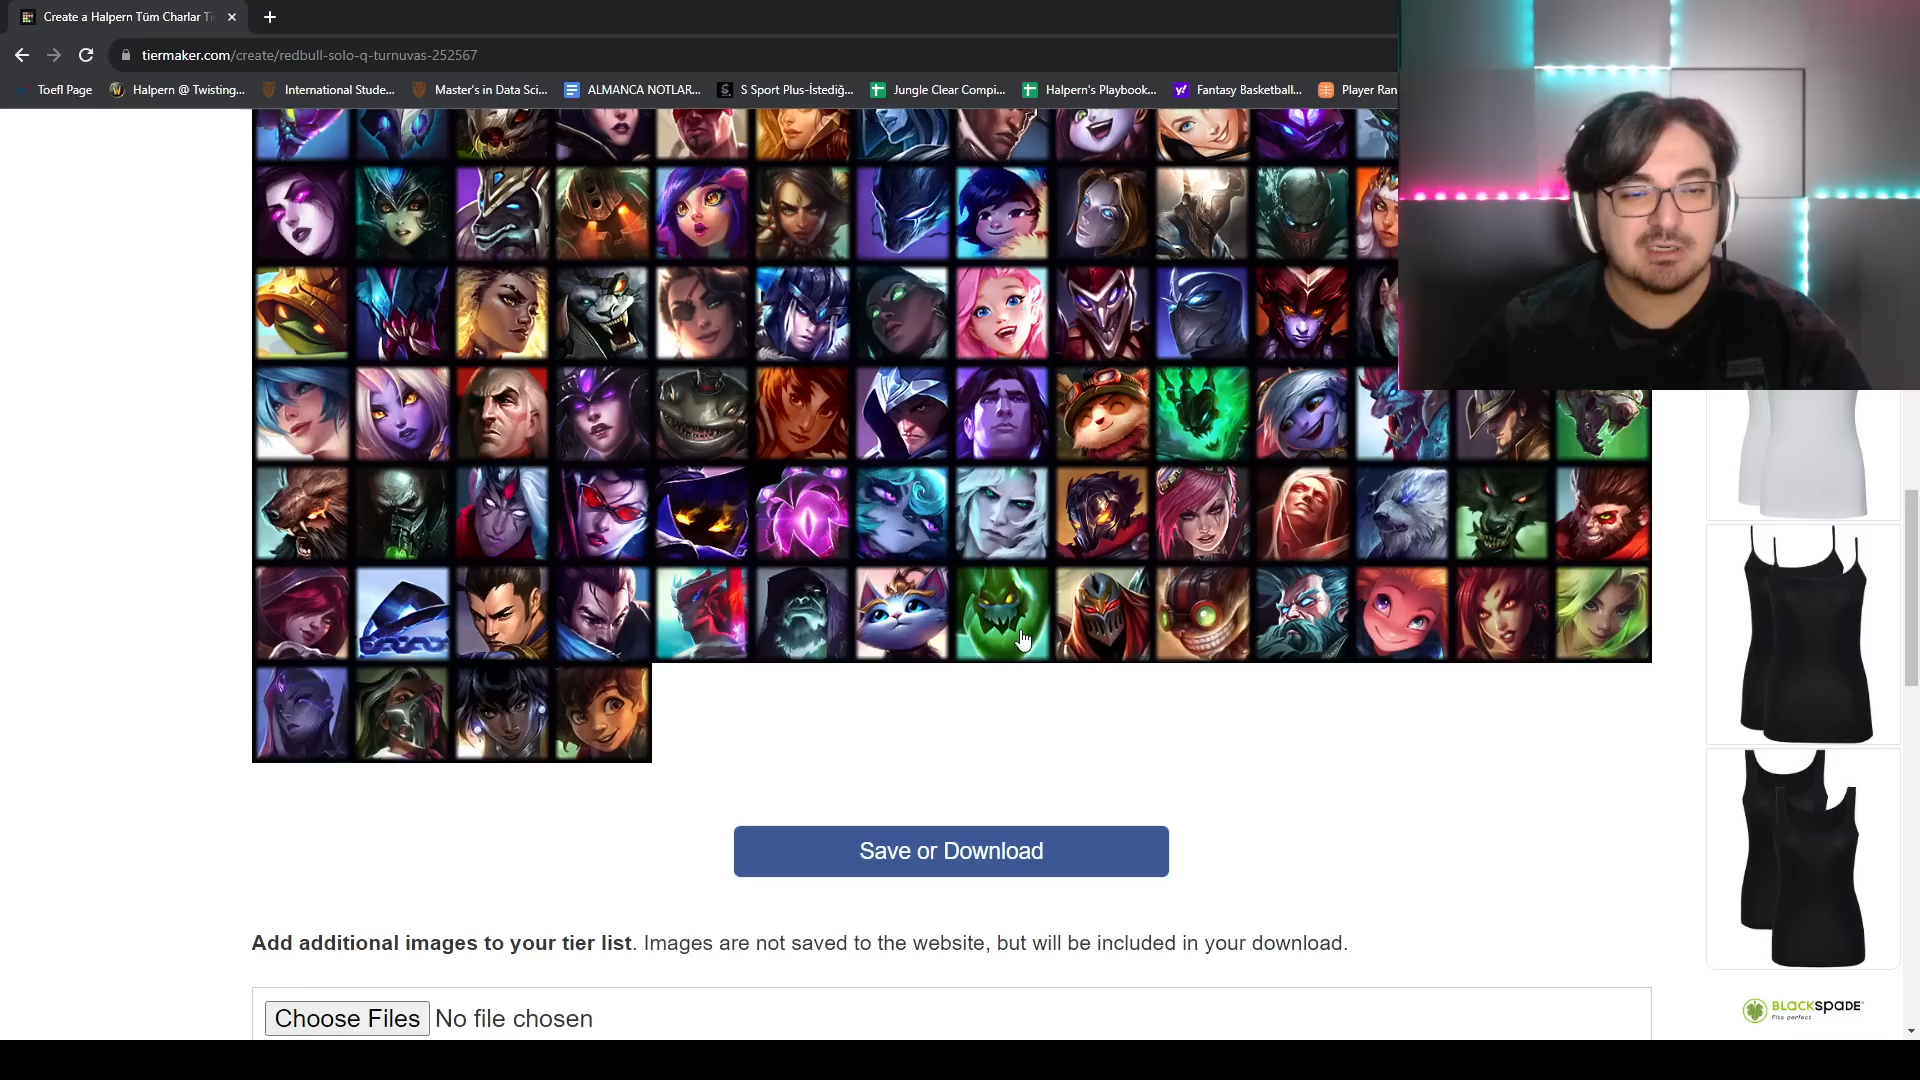 Create a Halpern Tüm Charlar Ti
tiermaker.com/create/redbull-solo-q-turnuvas-252567
Toefl Page
Halpern @ Twisting...
International Stude...
Master's in Data Sci...
ALMANCA NOTLAR...
S Sport Plus-İstediğ...
Jungle Clear Compi...
Halpern's Playbook...
Fantasy Basketball...
Player Ran
Save or Download
Add additional images to your tier list. Images are not saved to the website, but will be included in your download.
Choose Files No file chosen
BLACKSPADE
Fits perfect